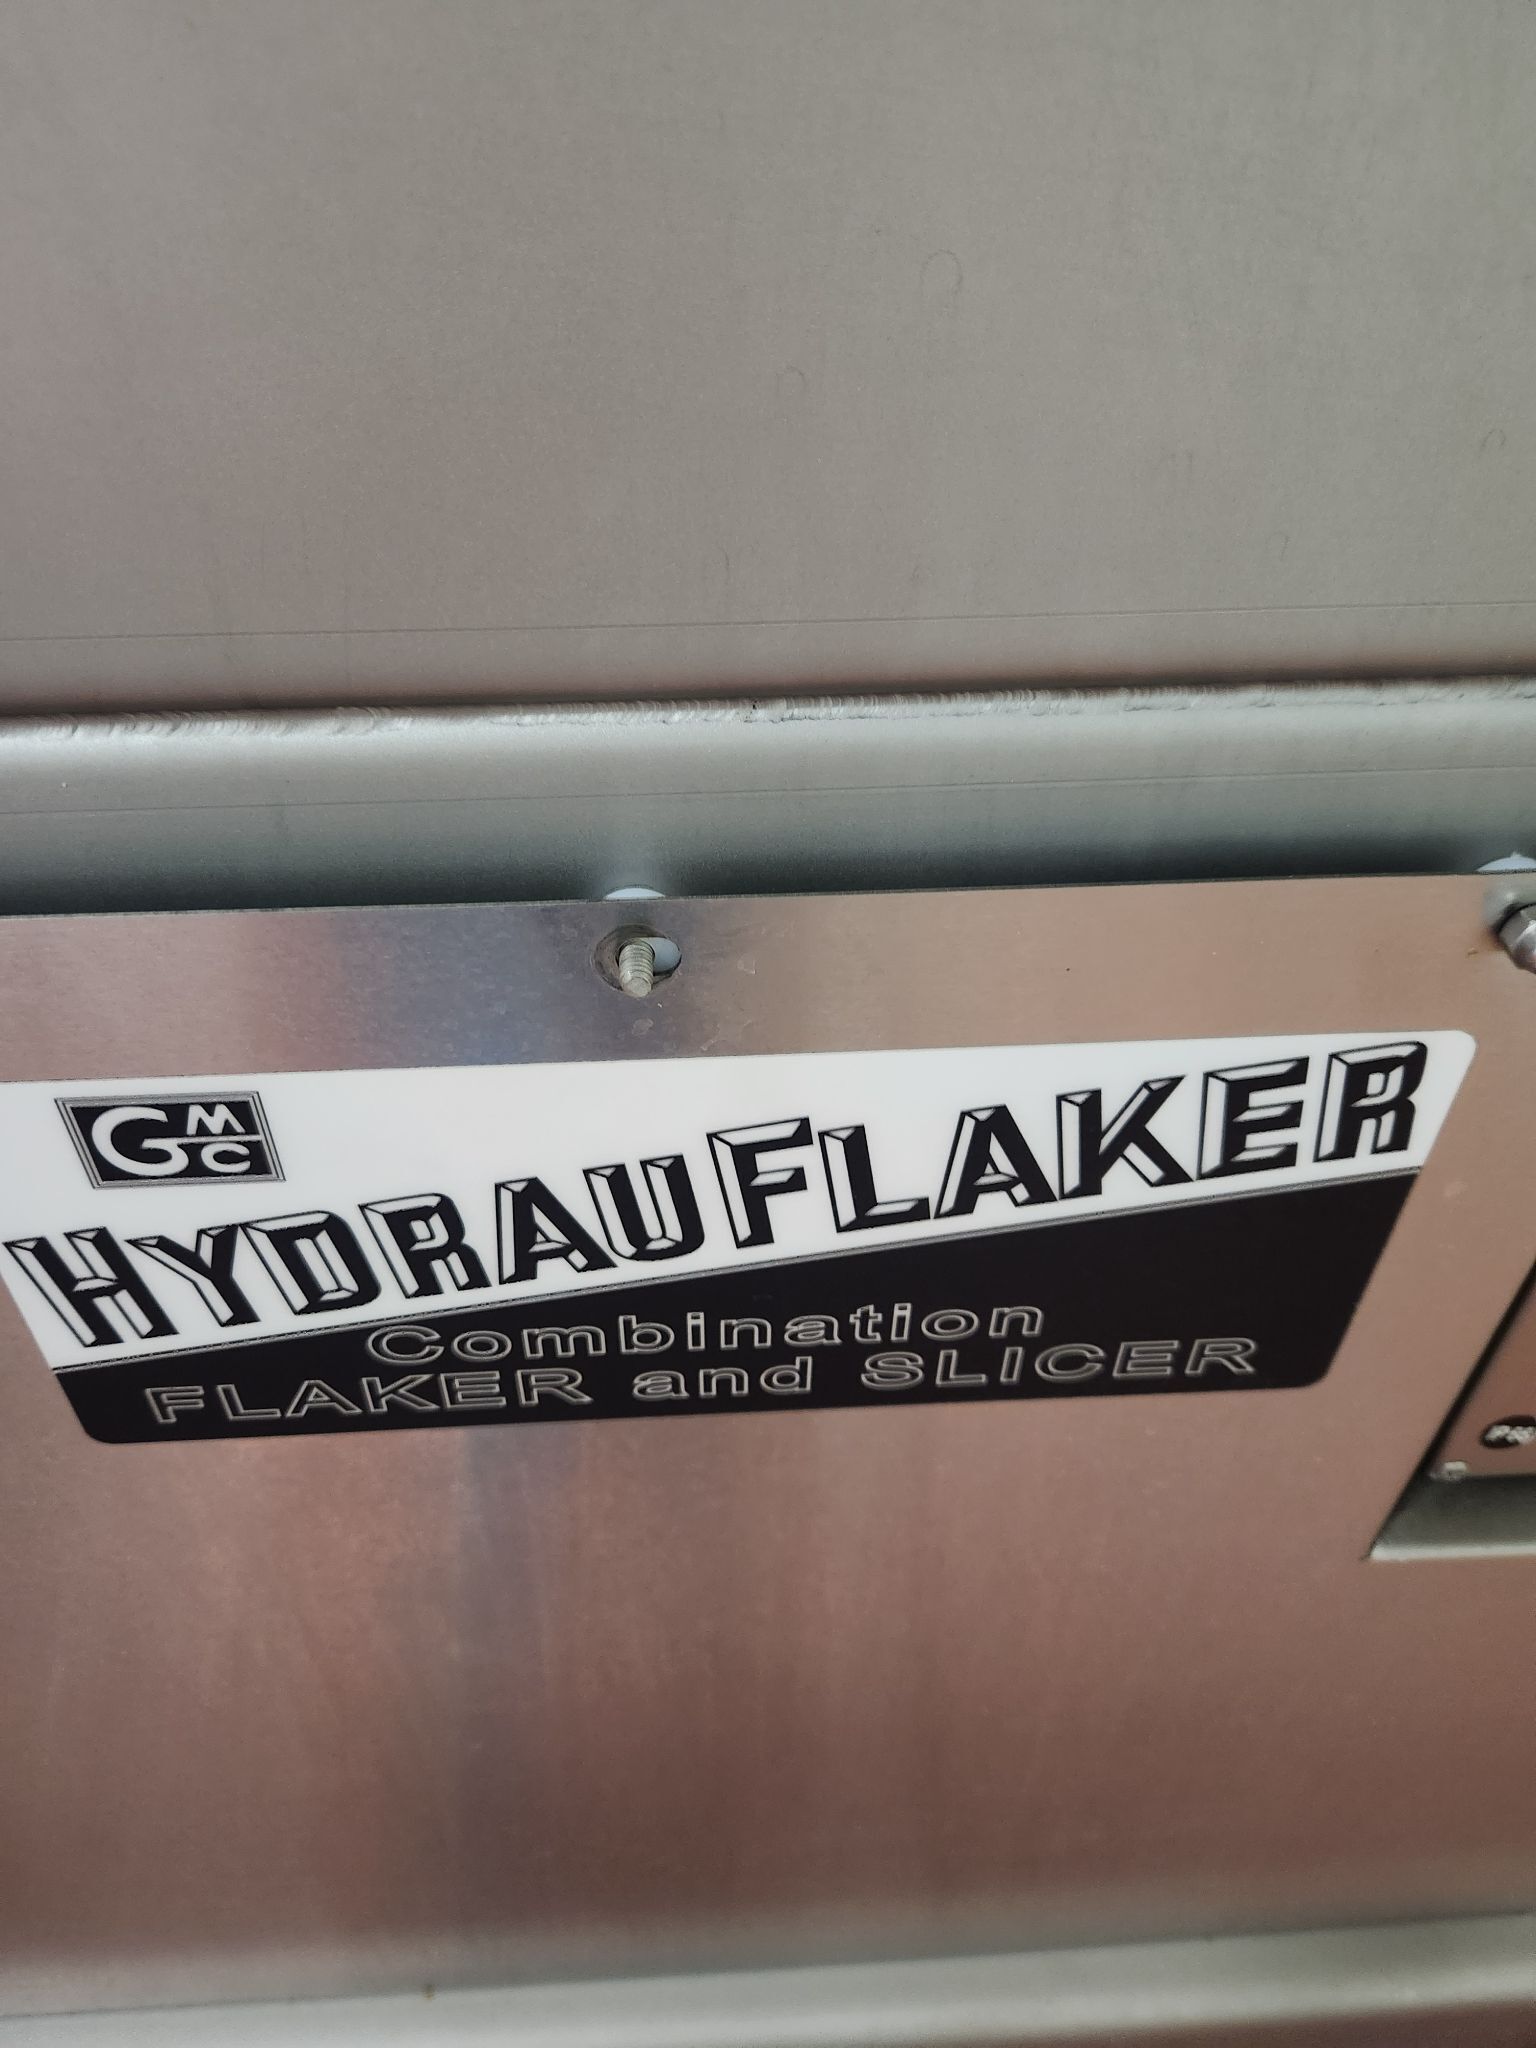 GMC
HYDRAUFLAKER
Combination
FLAKER and SLICER